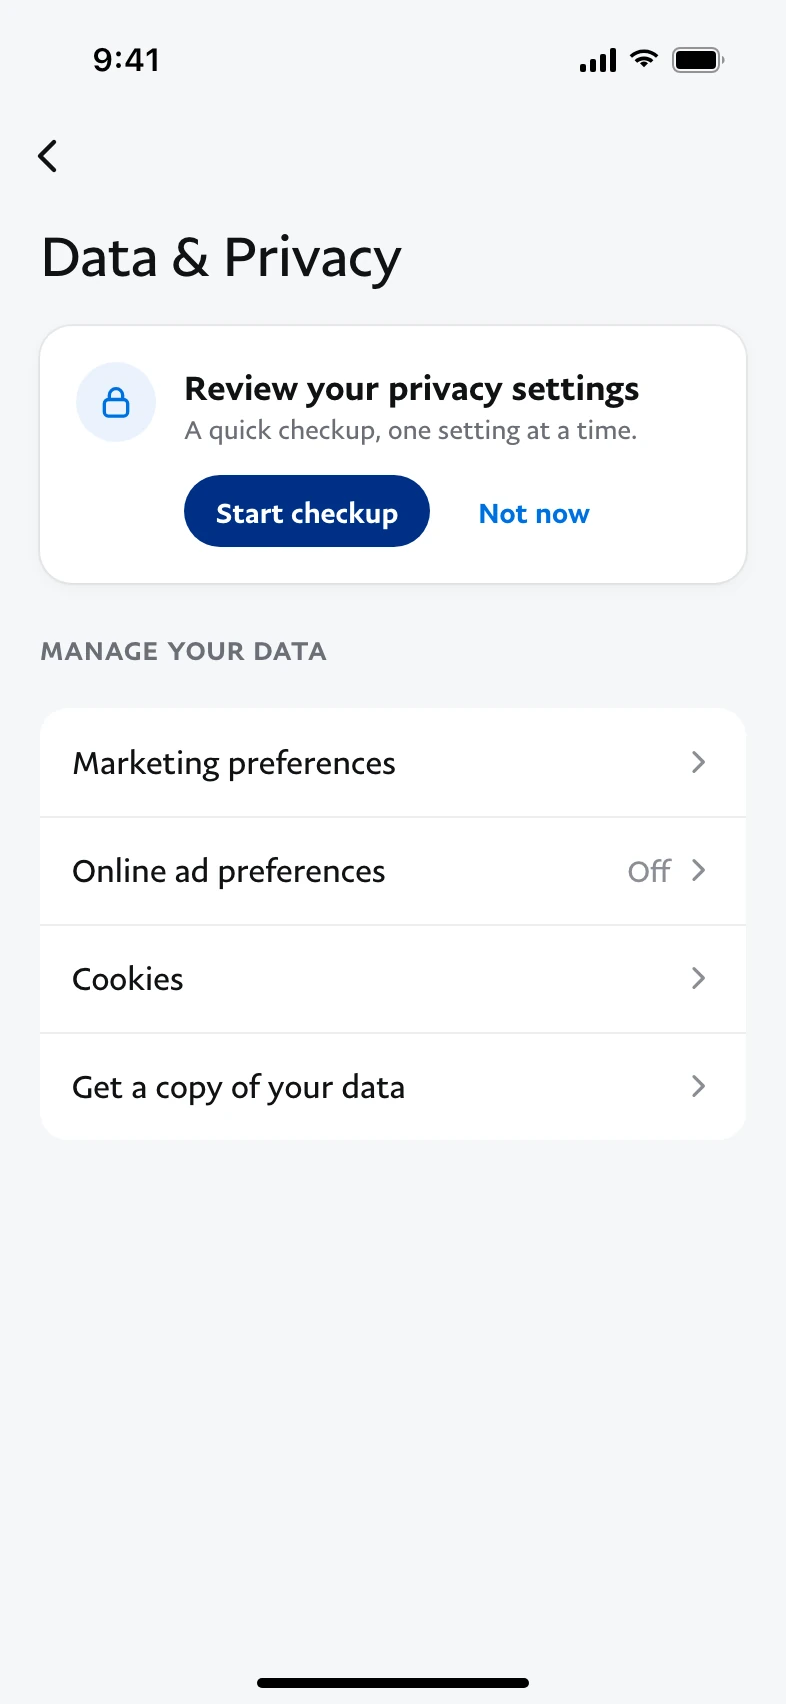 9:41
Data & Privacy
Review your privacy settings
A quick checkup, one setting at a time.
Start checkup
Not now
MANAGE YOUR DATA
Marketing preferences
Online ad preferences
Off
Cookies
Get a copy of your data